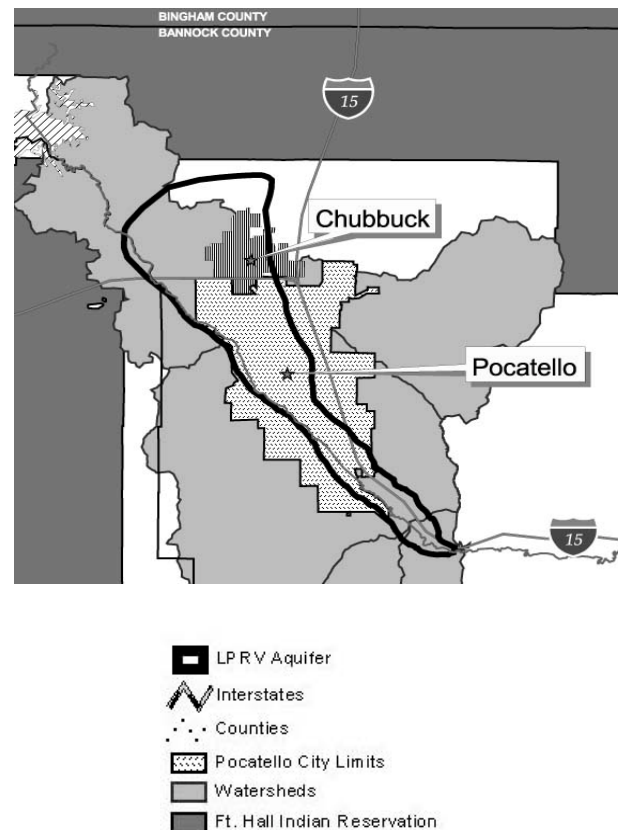 BINGHAM COUNTY
BANNOCK COUNTY
15
Chubbuck
Pocatello
15
LPRV Aquifer
Interstates
Counties
Pocatello City Limits
Watersheds
Ft. Hall Indian Reservation